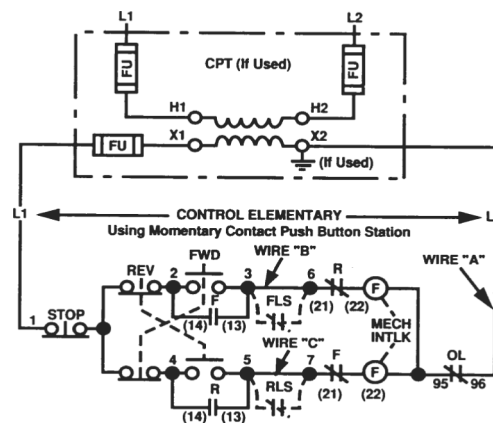 L1 L2
FU CPT (If Used) FU
H1 H2
X1 X2
FU (If Used)
L1 CONTROL ELEMENTARY L
Using Momentary Contact Push Button Station
FWD WIRE "B" WIRE "A"
REV 2 3 6 R
F F
1 STOP (14) (13) FLS (21) (22)
MECH
INTLK
WIRE "C"
4 5 7 F OL
R RLS F
(14) (13) (21) (22) 95 96